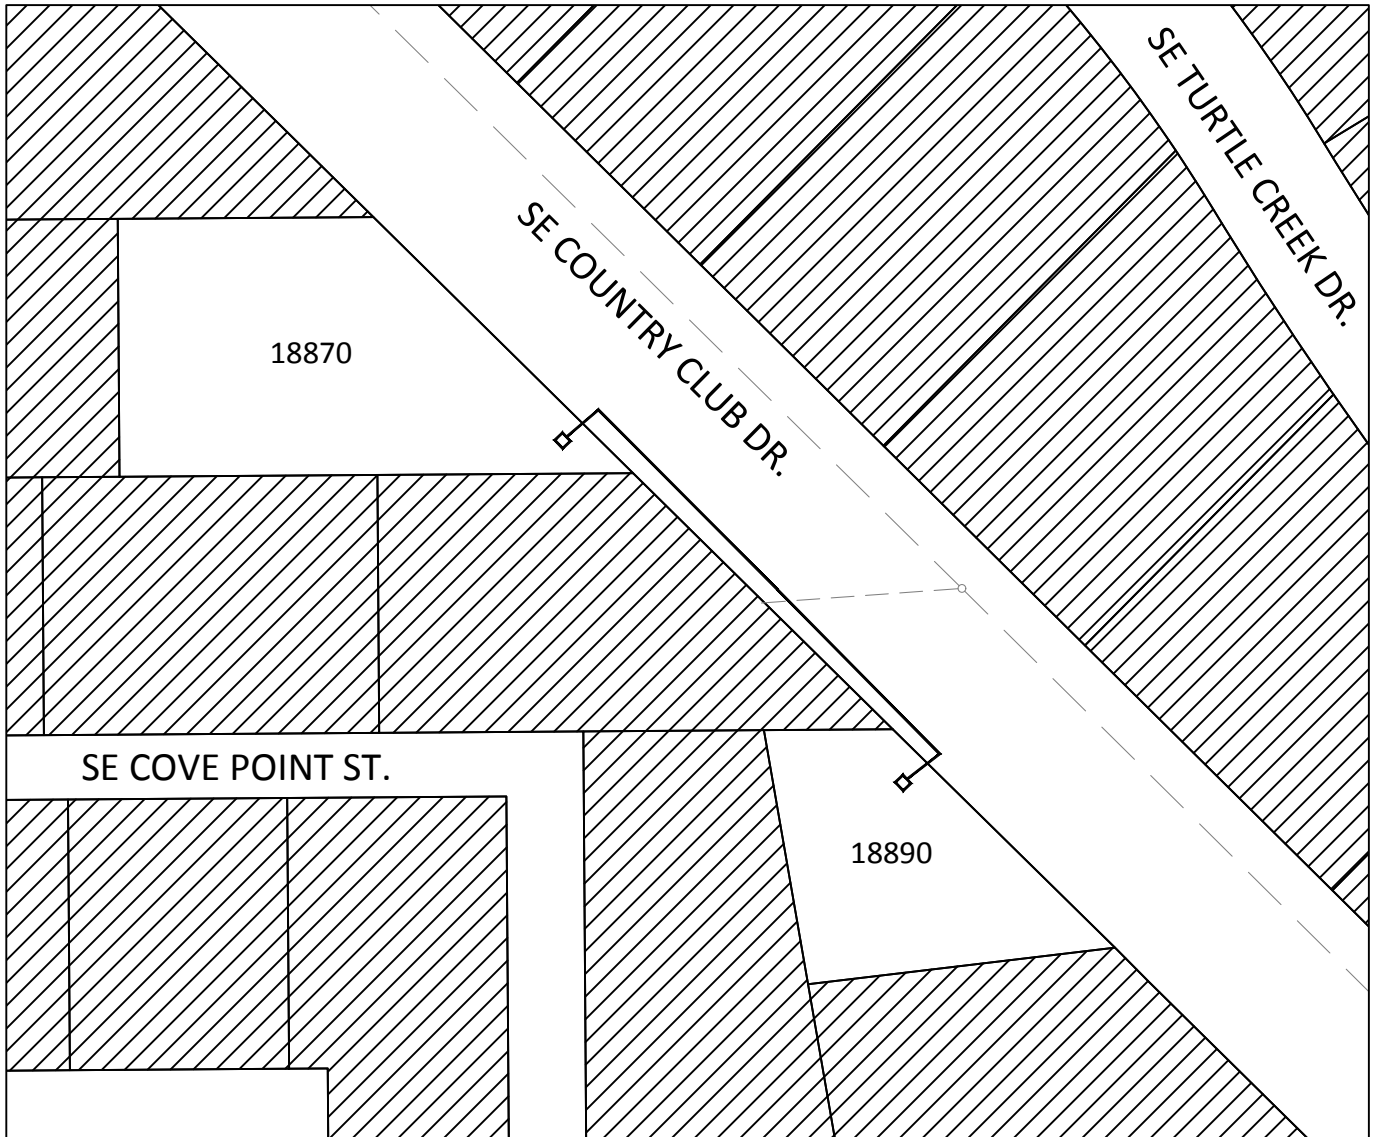 SE TURTLE CREEK DR.
SE COUNTRY CLUB DR.
18870
SE COVE POINT ST.
18890